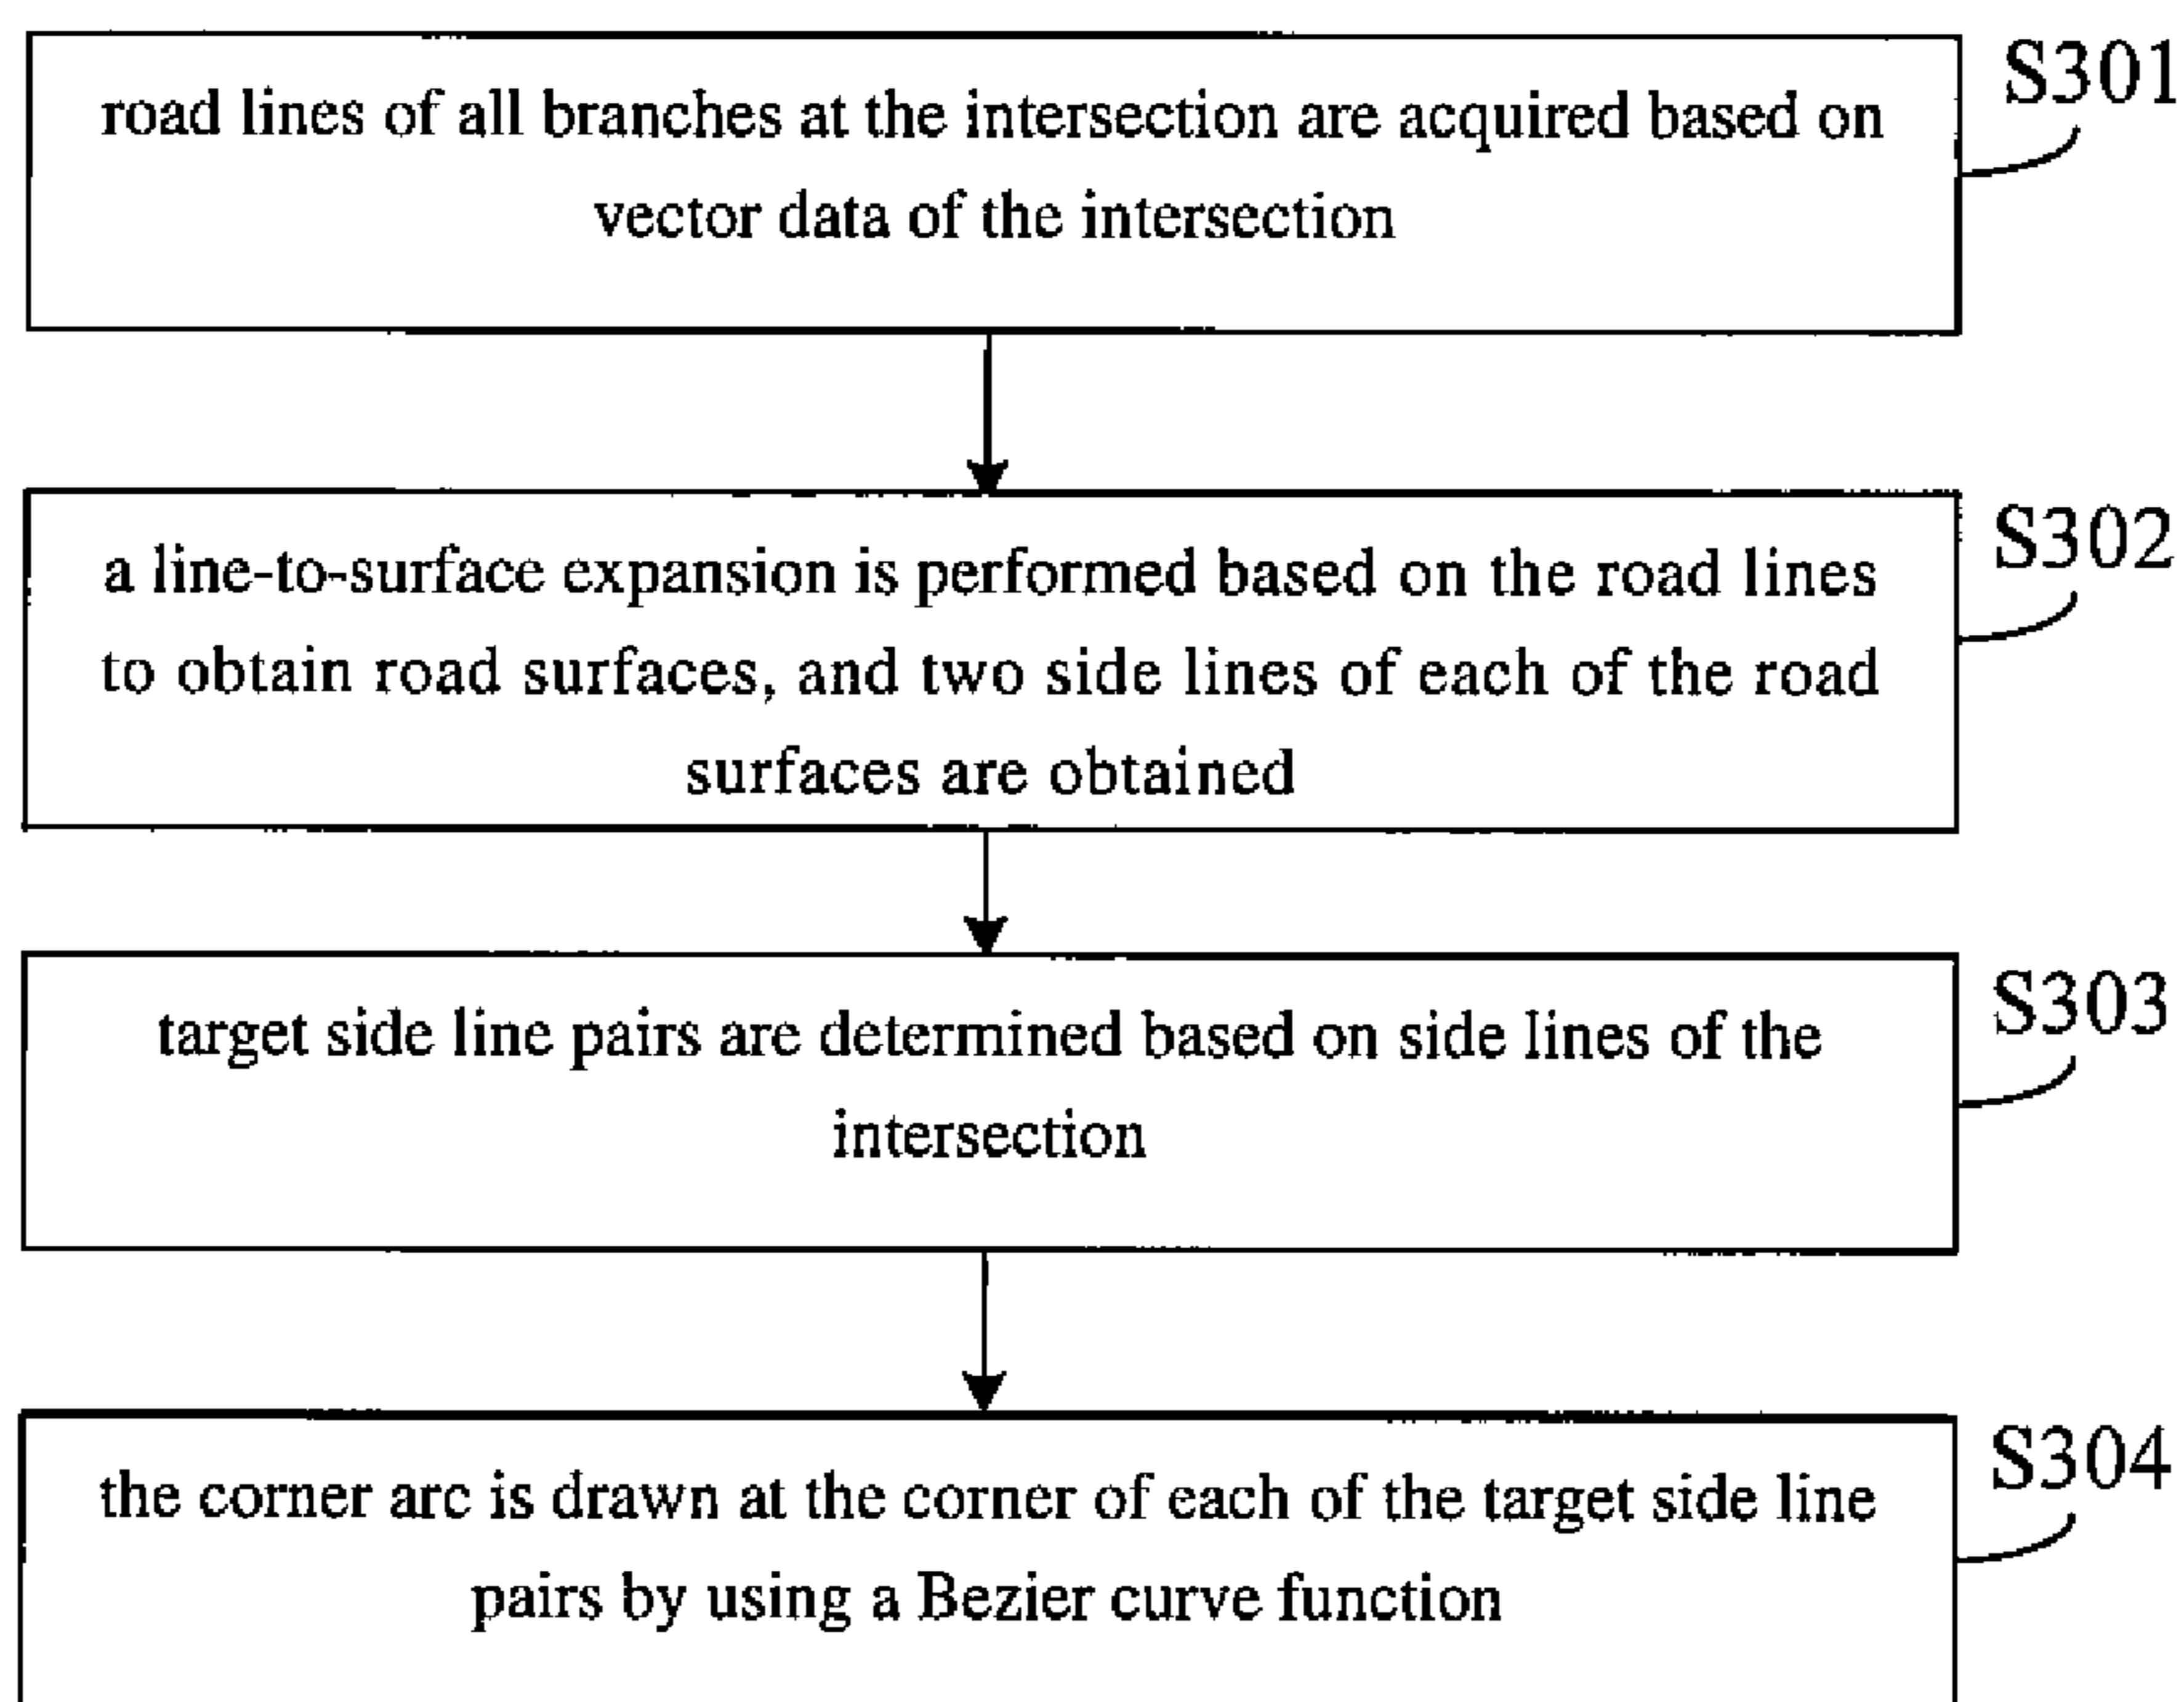 road lines of all branches at the intersection are acquired based on
vector data of the intersection
S301
a line-to-surface expansion is performed based on the road lines
to obtain road surfaces, and two side lines of each of the road
surfaces are obtained
S302
target side line pairs are determined based on side lines of the
intersection
S303
the corner arc is drawn at the corner of each of the target side line
pairs by using a Bezier curve function
S304